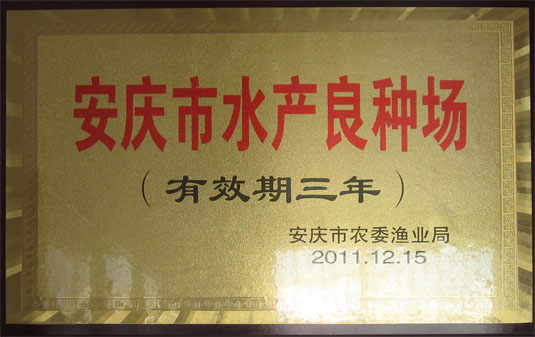 安庆市水产良种场
（有效期三年）
安庆市农委渔业局
2011.12.15